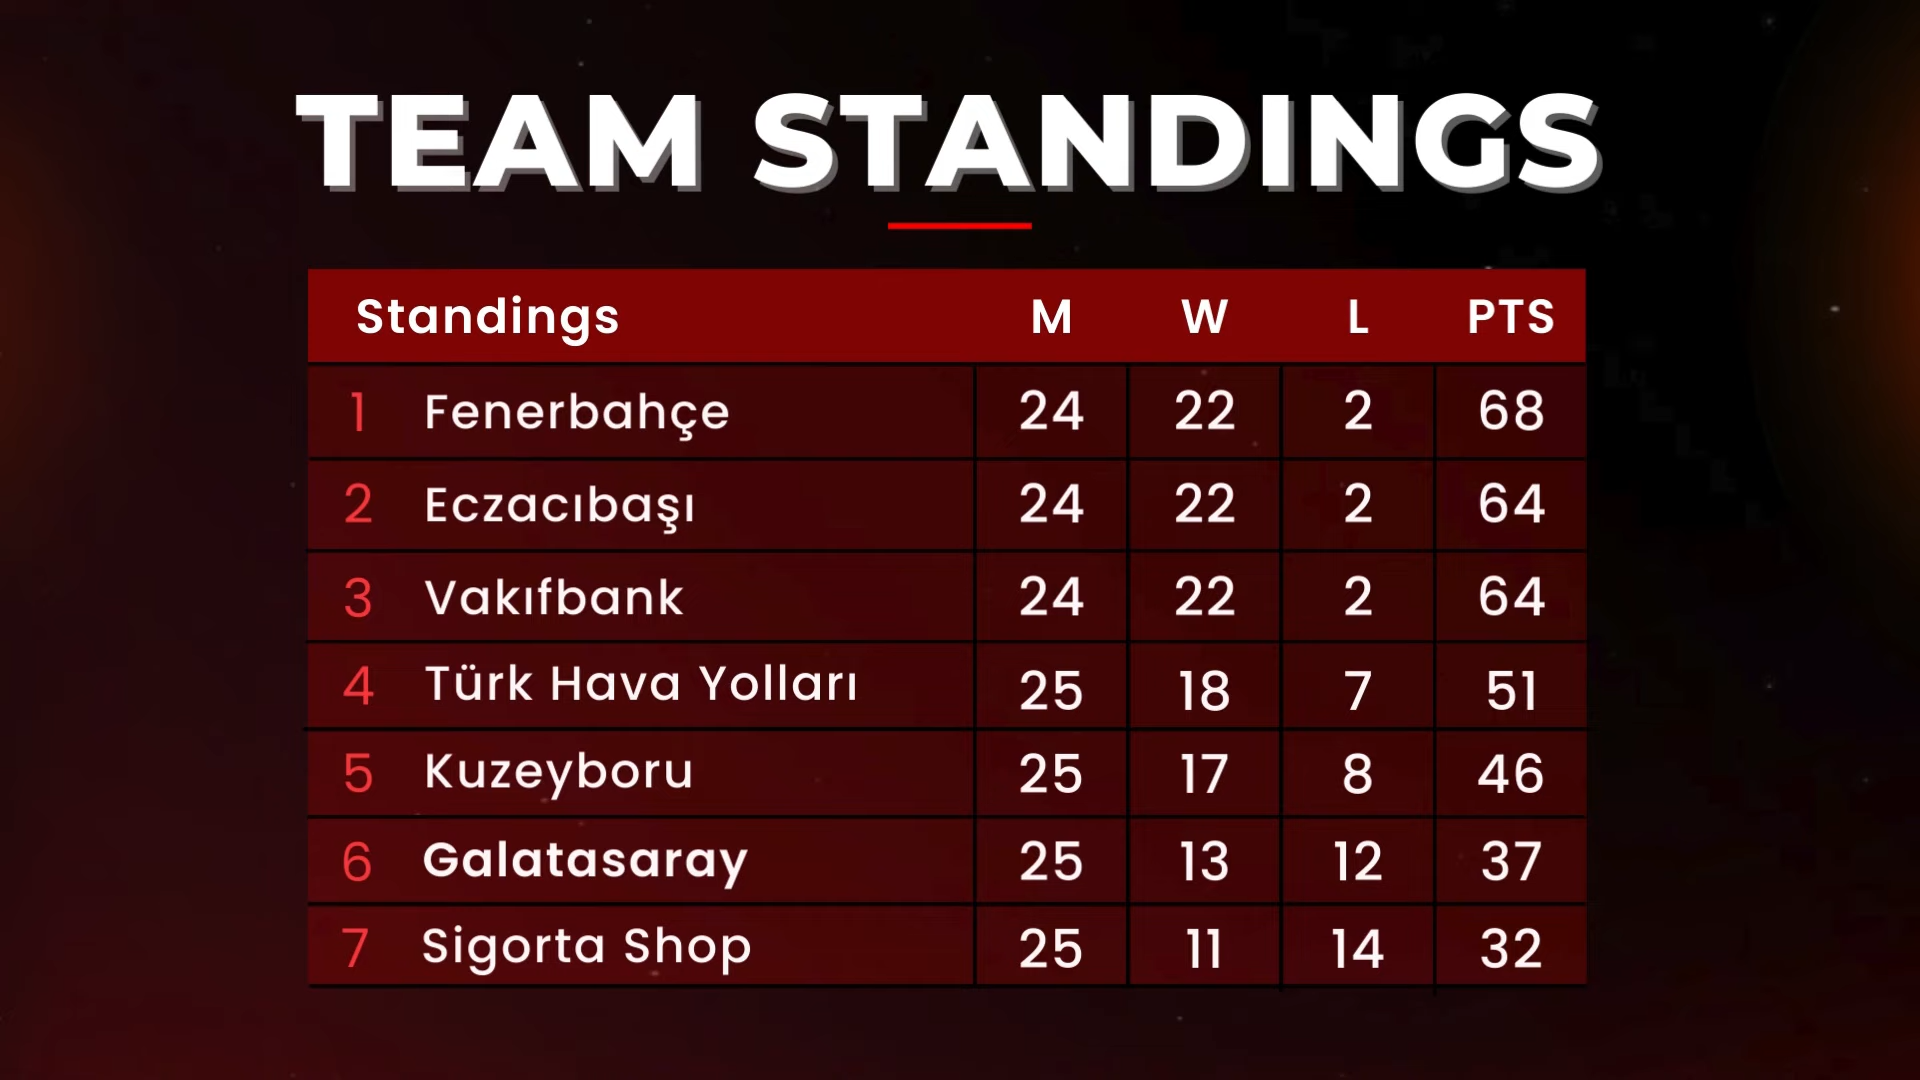 TEAM STANDINGS
Standings M W L PTS
1 Fenerbahçe 24 22 2 68
2 Eczacıbaşı 24 22 2 64
3 Vakıfbank 24 22 2 64
4 Türk Hava Yolları 25 18 7 51
5 Kuzeyboru 25 17 8 46
6 Galatasaray 25 13 12 37
7 Sigorta Shop 25 11 14 32